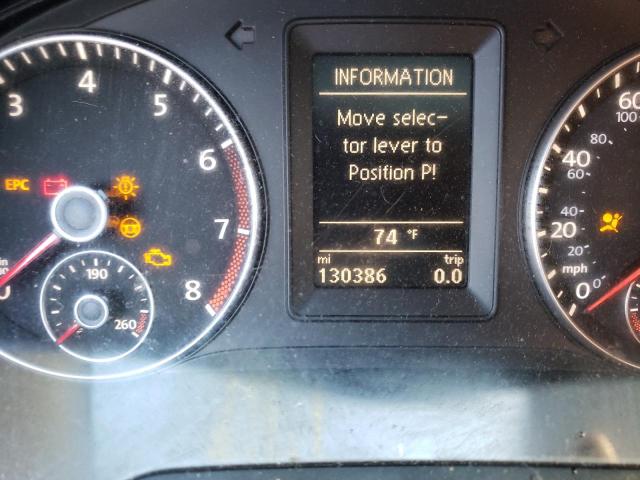 3 4 5 6 7 8
EPC
190
260
INFORMATION
Move selec-
tor lever to
Position P!
74 °F
mi trip
130386 0.0
60
100
80
40
60
40
20
20
mph
0
0